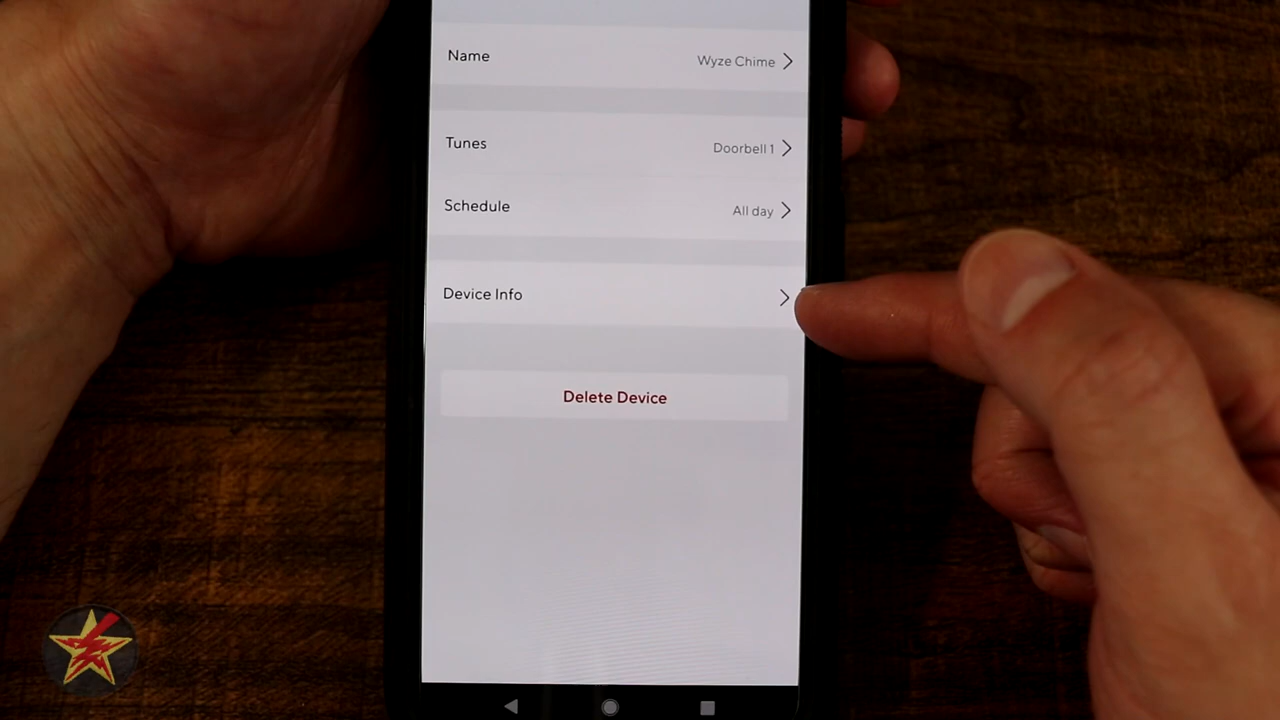 Name Wyze Chime
Tunes Doorbell 1
Schedule All day
Device Info
Delete Device